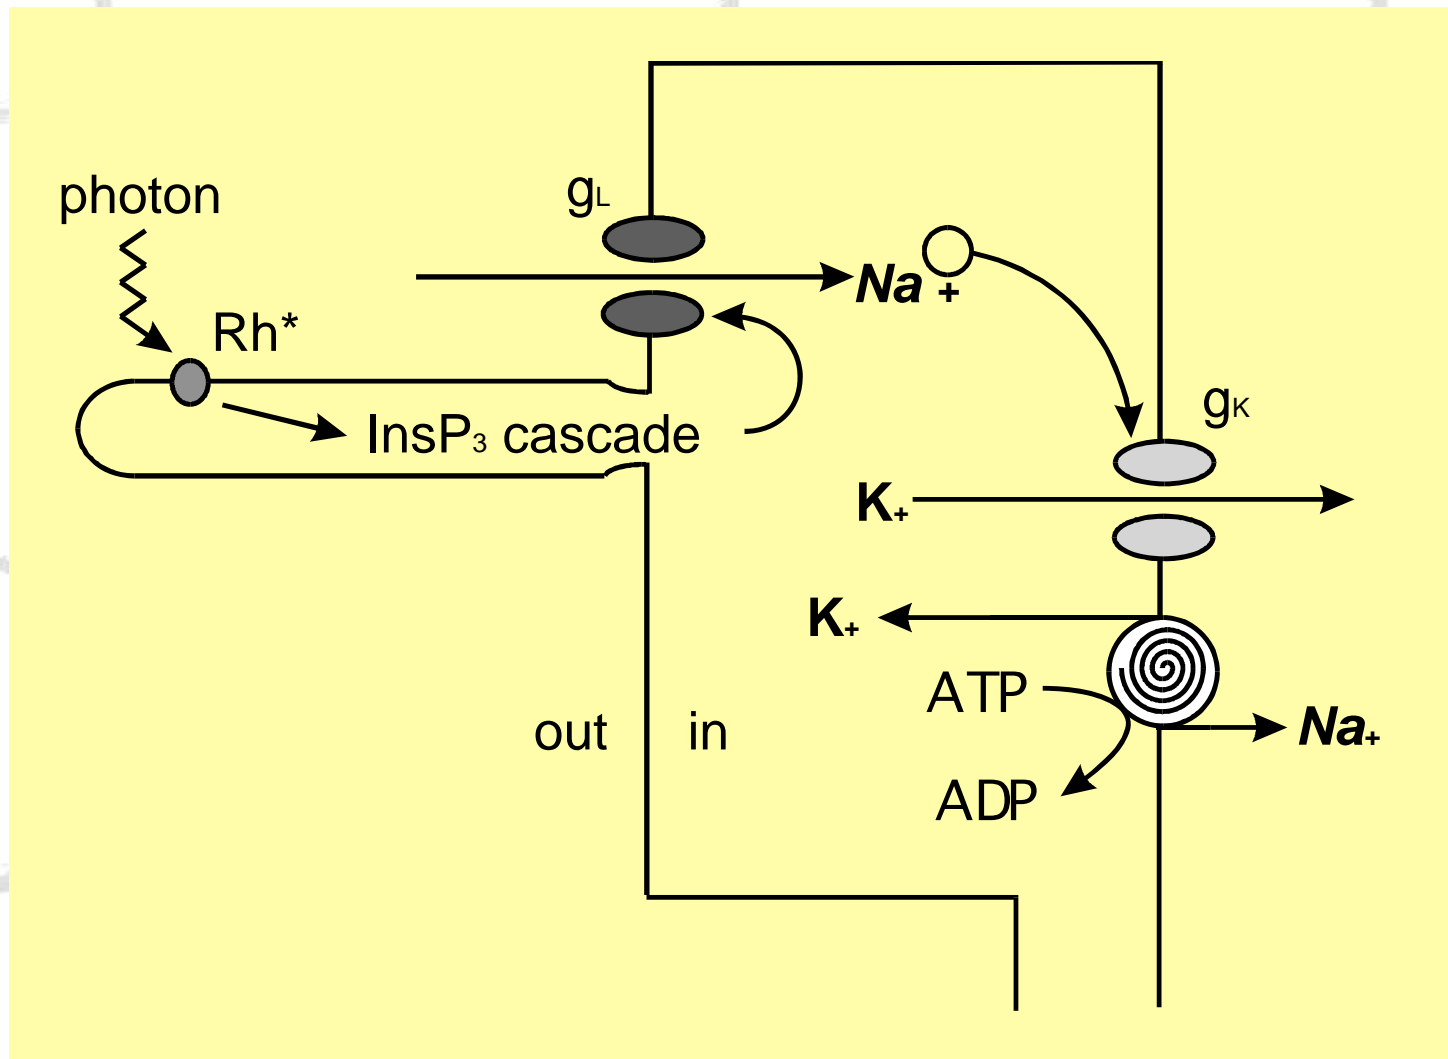 photon
gL
Na +
Rh*
InsP3 cascade
gK
K+
K+
ATP
out in
Na+
ADP